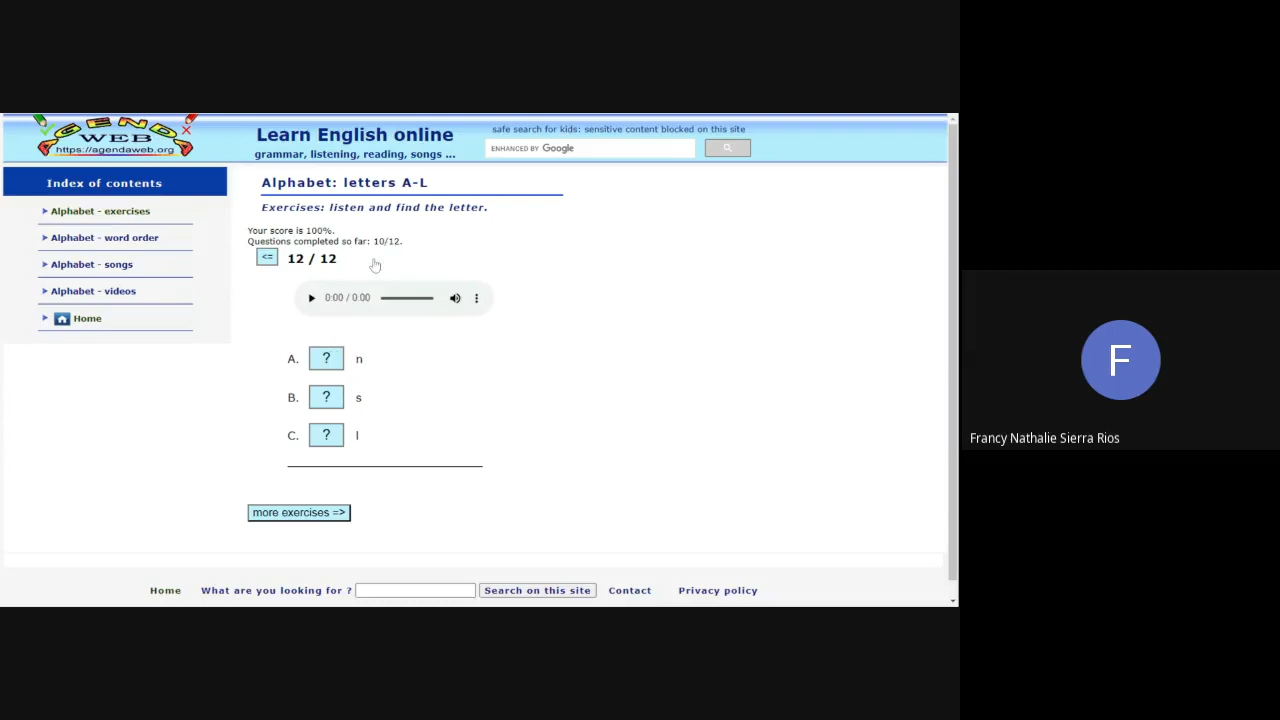 GENDA
WEB
https://agendaweb.org
Learn English online
grammar, listening, reading, songs ...
safe search for kids: sensitive content blocked on this site
ENHANCED BY Google
Index of contents
Alphabet - exercises
Alphabet - word order
Alphabet - songs
Alphabet - videos
Home
Alphabet: letters A-L
Exercises: listen and find the letter.
Your score is 100%.
Questions completed so far: 10/12.
<= 12 / 12
0:00 / 0:00
A. ? n
B. ? s
C. ? l
more exercises =>
Home What are you looking for ? Search on this site Contact Privacy policy
F
Francy Nathalie Sierra Rios